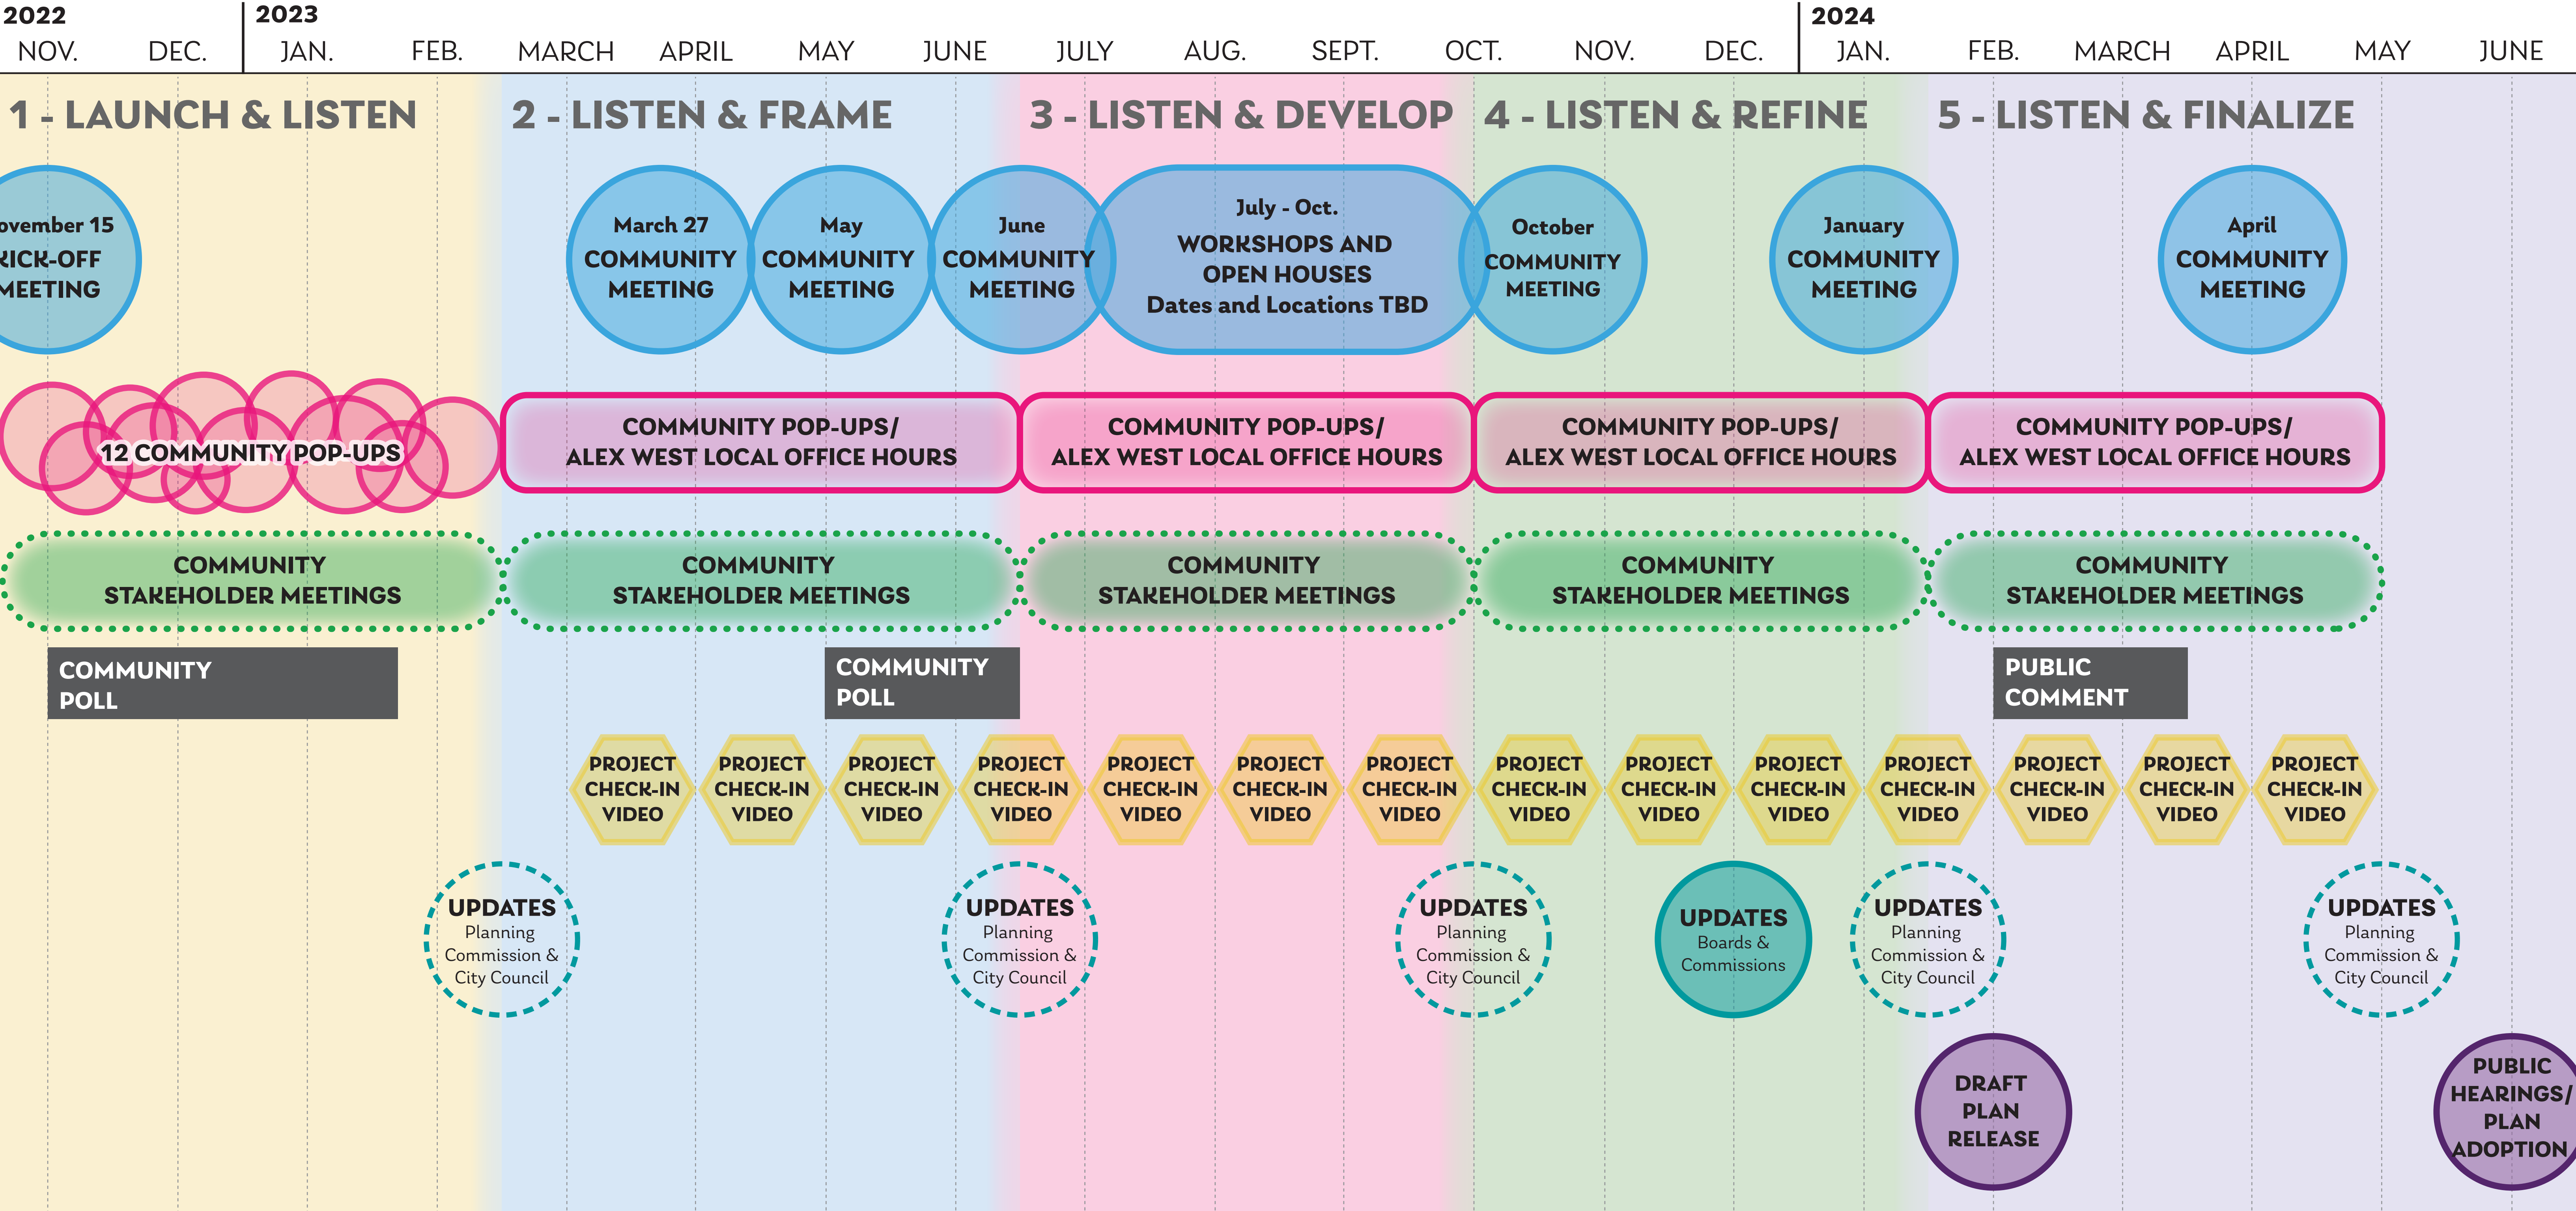 2022
2023
2024
NOV.
DEC.
JAN.
FEB.
MARCH
APRIL
MAY
JUNE
JULY
AUG.
SEPT.
OCT.
NOV.
DEC.
JAN.
FEB.
MARCH
APRIL
MAY
JUNE
1 - LAUNCH & LISTEN
2 - LISTEN & FRAME
3 - LISTEN & DEVELOP
4 - LISTEN & REFINE
5 - LISTEN & FINALIZE
ovember 15
KICK-OFF
MEETING
March 27
COMMUNITY
MEETING
May
COMMUNITY
MEETING
June
COMMUNITY
MEETING
July - Oct.
WORKSHOPS AND
OPEN HOUSES
Dates and Locations TBD
October
COMMUNITY
MEETING
January
COMMUNITY
MEETING
April
COMMUNITY
MEETING
12 COMMUNITY POP-UPS
COMMUNITY POP-UPS/
ALEX WEST LOCAL OFFICE HOURS
COMMUNITY POP-UPS/
ALEX WEST LOCAL OFFICE HOURS
COMMUNITY POP-UPS/
ALEX WEST LOCAL OFFICE HOURS
COMMUNITY POP-UPS/
ALEX WEST LOCAL OFFICE HOURS
COMMUNITY
STAKEHOLDER MEETINGS
COMMUNITY
STAKEHOLDER MEETINGS
COMMUNITY
STAKEHOLDER MEETINGS
COMMUNITY
STAKEHOLDER MEETINGS
COMMUNITY
STAKEHOLDER MEETINGS
COMMUNITY
POLL
COMMUNITY
POLL
PUBLIC
COMMENT
PROJECT
CHECK-IN
VIDEO
PROJECT
CHECK-IN
VIDEO
PROJECT
CHECK-IN
VIDEO
PROJECT
CHECK-IN
VIDEO
PROJECT
CHECK-IN
VIDEO
PROJECT
CHECK-IN
VIDEO
PROJECT
CHECK-IN
VIDEO
PROJECT
CHECK-IN
VIDEO
PROJECT
CHECK-IN
VIDEO
PROJECT
CHECK-IN
VIDEO
PROJECT
CHECK-IN
VIDEO
PROJECT
CHECK-IN
VIDEO
PROJECT
CHECK-IN
VIDEO
PROJECT
CHECK-IN
VIDEO
UPDATES
Planning
Commission &
City Council
UPDATES
Planning
Commission &
City Council
UPDATES
Planning
Commission &
City Council
UPDATES
Boards &
Commissions
UPDATES
Planning
Commission &
City Council
UPDATES
Planning
Commission &
City Council
DRAFT
PLAN
RELEASE
PUBLIC
HEARINGS/
PLAN
ADOPTION